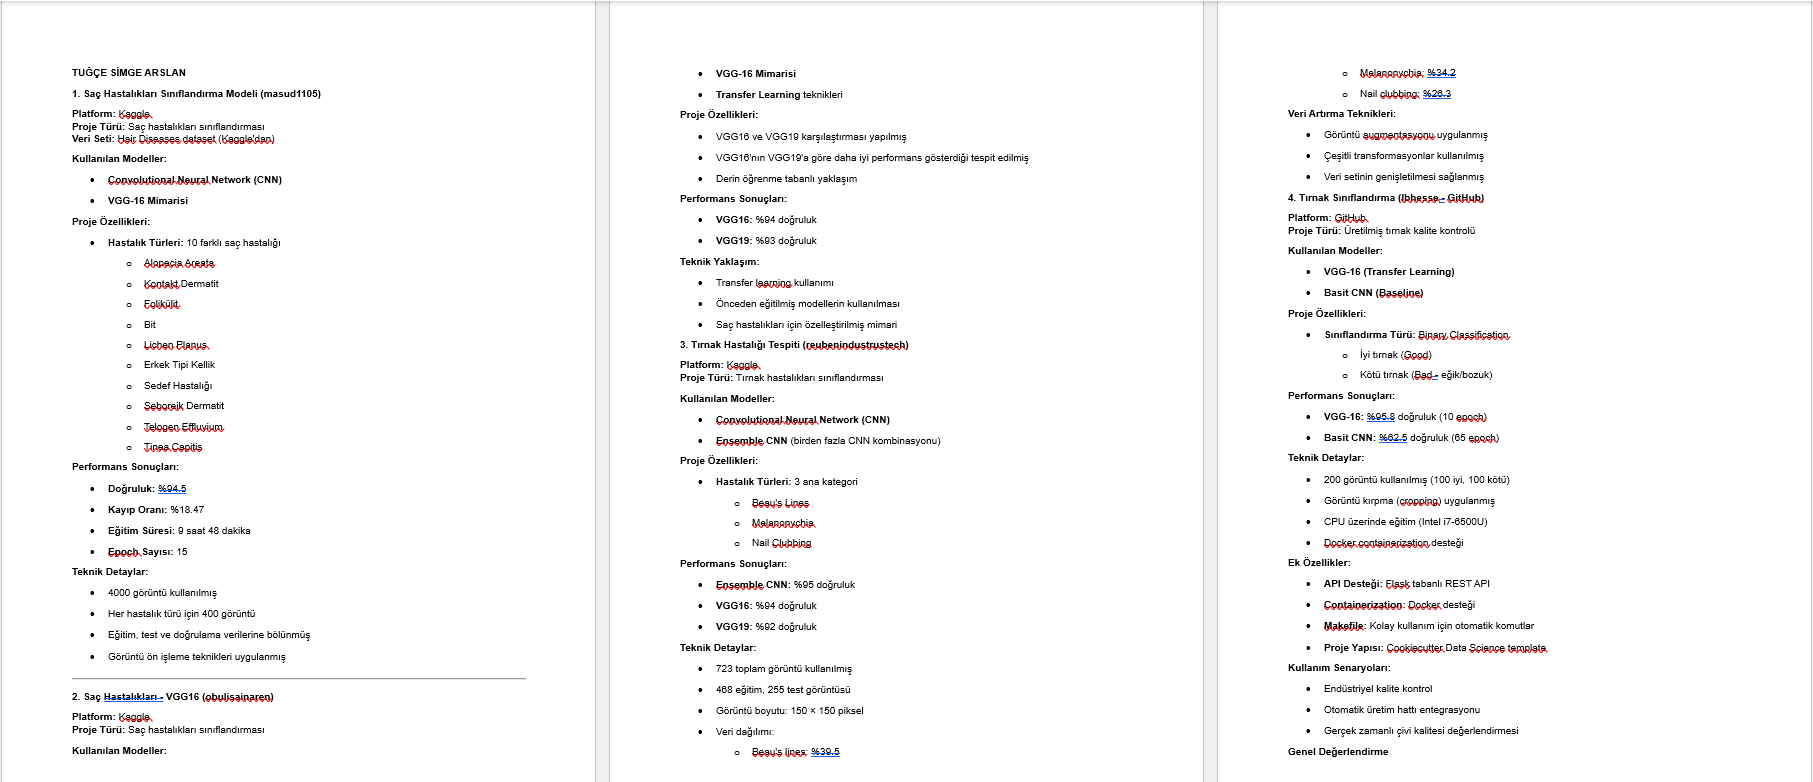 TUĞÇE SİMGE ARSLAN
1. Saç Hastalıkları Sınıflandırma Modeli (masud1105)
Platform: Kaggle
Proje Türü: Saç hastalıkları sınıflandırması
Veri Seti: Hair Diseases dataset (Kaggle'dan)
Kullanılan Modeller:
• Convolutional Neural Network (CNN)
• VGG-16 Mimarisi
Proje Özellikleri:
• Hastalık Türleri: 10 farklı saç hastalığı
o Alopecia Areata
o Kontakt Dermatit
o Folikülit
o Bit
o Lichen Planus
o Erkek Tipi Kellik
o Sedef Hastalığı
o Seboreik Dermatit
o Telogen Effluvium
o Tinea Capitis
Performans Sonuçları:
• Doğruluk: %94.5
• Kayıp Oranı: %18.47
• Eğitim Süresi: 9 saat 48 dakika
• Epoch Sayısı: 15
Teknik Detaylar:
• 4000 görüntü kullanılmış
• Her hastalık türü için 400 görüntü
• Eğitim, test ve doğrulama verilerine bölünmüş
• Görüntü ön işleme teknikleri uygulanmış
2. Saç Hastalıkları - VGG16 (obulisainaren)
Platform: Kaggle
Proje Türü: Saç hastalıkları sınıflandırması
Kullanılan Modeller:
• VGG-16 Mimarisi
• Transfer Learning teknikleri
Proje Özellikleri:
• VGG16 ve VGG19 karşılaştırması yapılmış
• VGG16'nın VGG19'a göre daha iyi performans gösterdiği tespit edilmiş
• Derin öğrenme tabanlı yaklaşım
Performans Sonuçları:
• VGG16: %94 doğruluk
• VGG19: %93 doğruluk
Teknik Yaklaşım:
• Transfer learning kullanımı
• Önceden eğitilmiş modellerin kullanılması
• Saç hastalıkları için özelleştirilmiş mimari
3. Tırnak Hastalığı Tespiti (reubenindustrustech)
Platform: Kaggle
Proje Türü: Tırnak hastalıkları sınıflandırması
Kullanılan Modeller:
• Convolutional Neural Network (CNN)
• Ensemble CNN (birden fazla CNN kombinasyonu)
Proje Özellikleri:
• Hastalık Türleri: 3 ana kategori
o Beau's Lines
o Melanonychia
o Nail Clubbing
Performans Sonuçları:
• Ensemble CNN: %95 doğruluk
• VGG16: %94 doğruluk
• VGG19: %92 doğruluk
Teknik Detaylar:
• 723 toplam görüntü kullanılmış
• 468 eğitim, 255 test görüntüsü
• Görüntü boyutu: 150 × 150 piksel
• Veri dağılımı:
o Beau's lines: %39.5
o Melanonychia: %34.2
o Nail clubbing: %26.3
Veri Artırma Teknikleri:
• Görüntü augmentasyonu uygulanmış
• Çeşitli transformasyonlar kullanılmış
• Veri setinin genişletilmesi sağlanmış
4. Tırnak Sınıflandırma (lbhesse - GitHub)
Platform: GitHub
Proje Türü: Üretilmiş tırnak kalite kontrolü
Kullanılan Modeller:
• VGG-16 (Transfer Learning)
• Basit CNN (Baseline)
Proje Özellikleri:
• Sınıflandırma Türü: Binary Classification
o İyi tırnak (Good)
o Kötü tırnak (Bad - eğik/bozuk)
Performans Sonuçları:
• VGG-16: %95.8 doğruluk (10 epoch)
• Basit CNN: %62.5 doğruluk (65 epoch)
Teknik Detaylar:
• 200 görüntü kullanılmış (100 iyi, 100 kötü)
• Görüntü kırpma (cropping) uygulanmış
• CPU üzerinde eğitim (Intel i7-6500U)
• Docker containerization desteği
Ek Özellikler:
• API Desteği: Flask tabanlı REST API
• Containerization: Docker desteği
• Makefile: Kolay kullanım için otomatik komutlar
• Proje Yapısı: Cookiecutter Data Science template
Kullanım Senaryoları:
• Endüstriyel kalite kontrol
• Otomatik üretim hattı entegrasyonu
• Gerçek zamanlı çivi kalitesi değerlendirmesi
Genel Değerlendirme